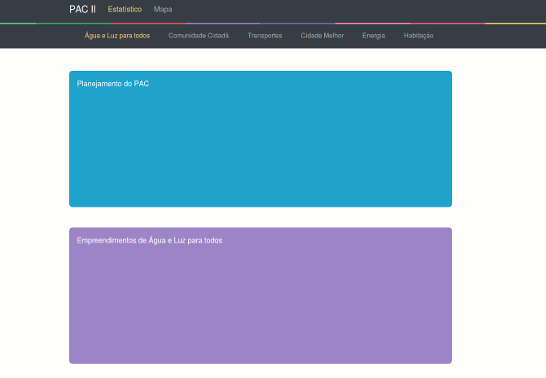 PAC II Estatístico Mapa
Água e Luz para todos Comunidade Cidadã Transportes Cidade Melhor Energia Habitação
Planejamento do PAC
Empreendimentos de Água e Luz para todos